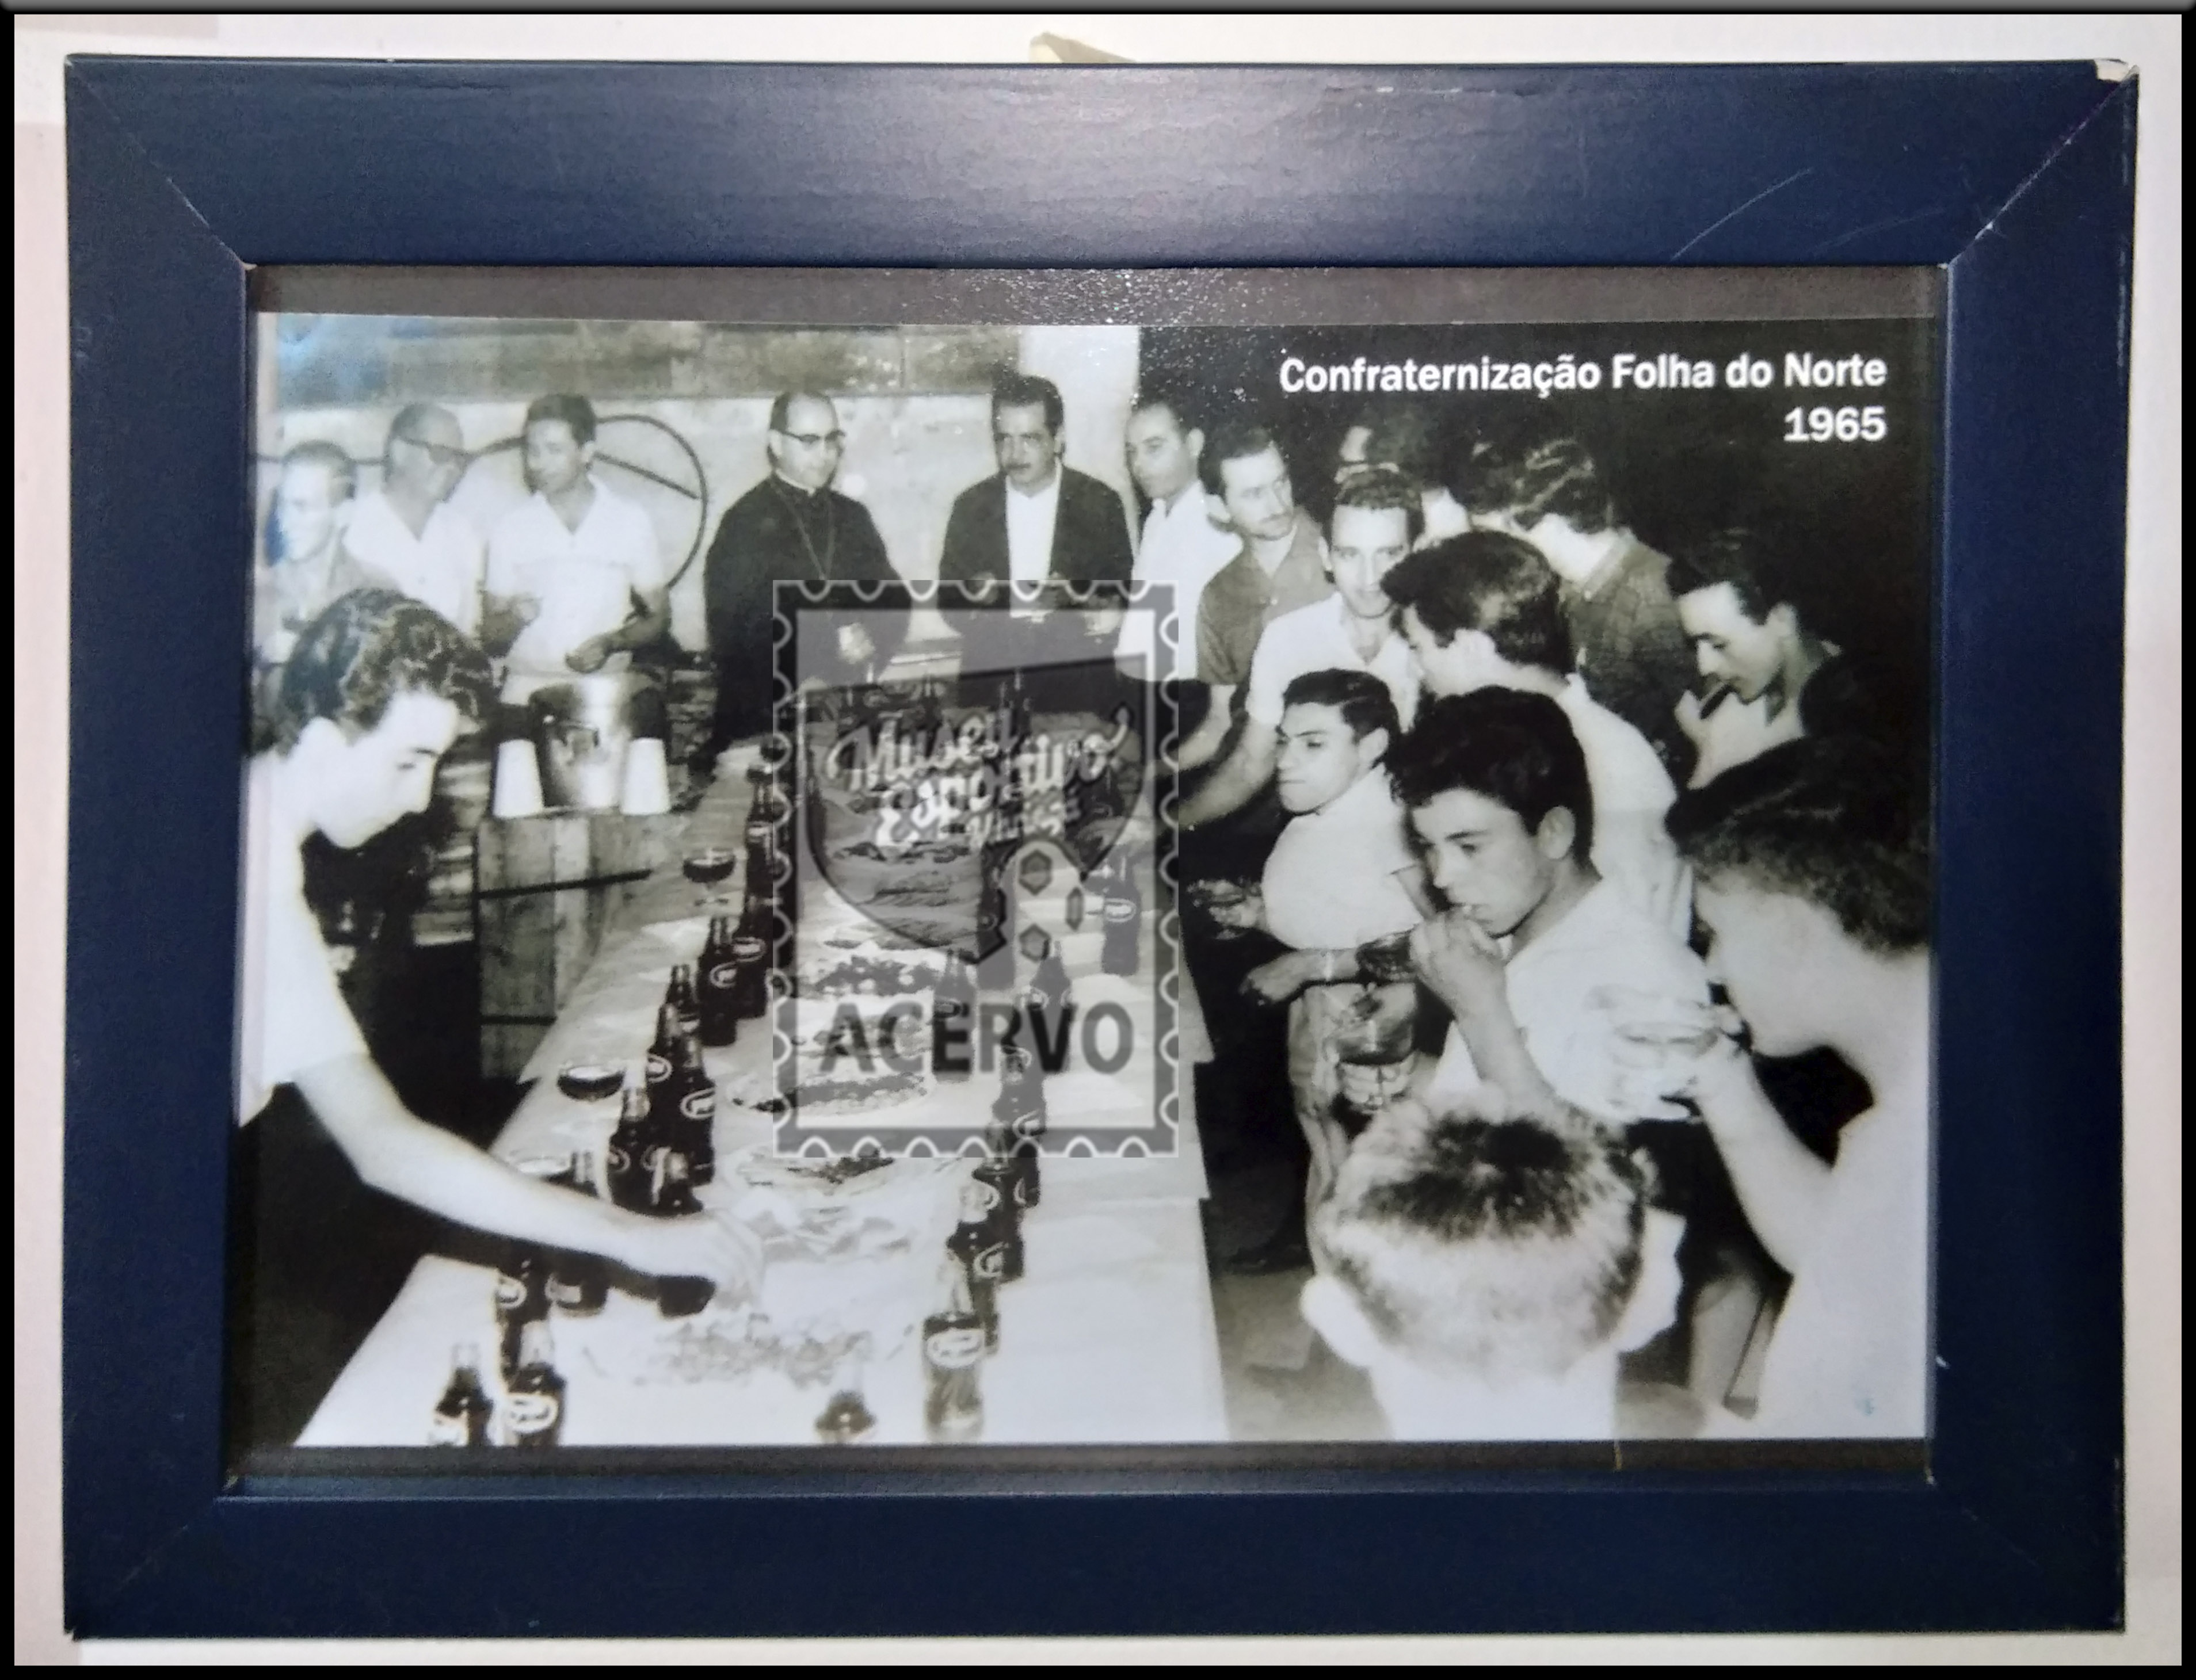 Confraternização Folha do Norte
1965
Museu
Esportivo
ACERVO